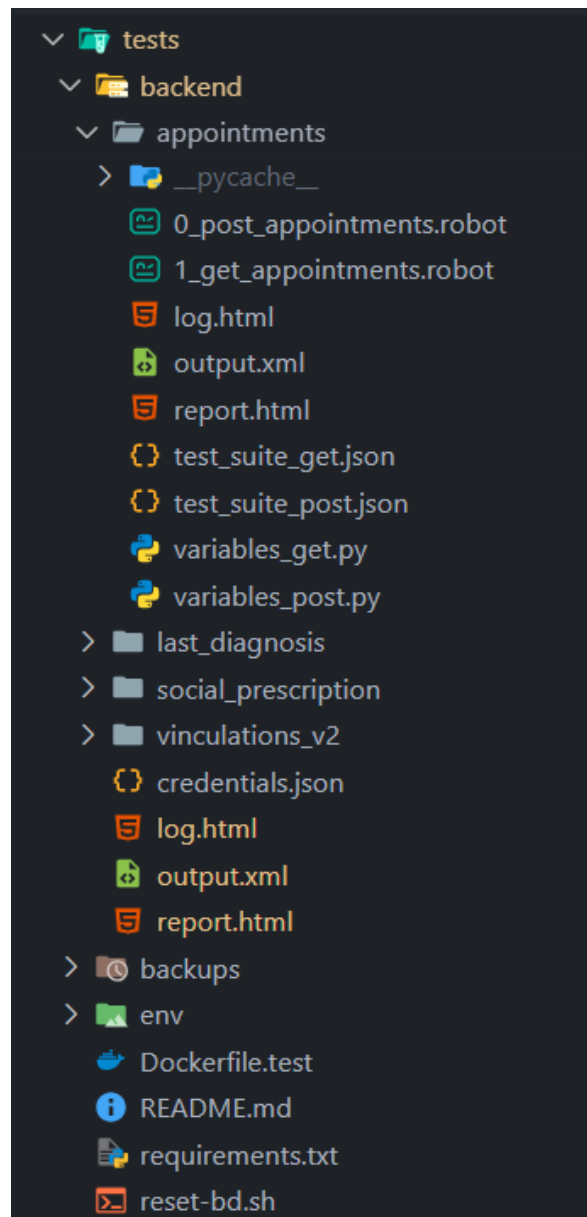 tests
backend
appointments
__pycache__
0_post_appointments.robot
1_get_appointments.robot
log.html
output.xml
report.html
test_suite_get.json
test_suite_post.json
variables_get.py
variables_post.py
last_diagnosis
social_prescription
vinculations_v2
credentials.json
log.html
output.xml
report.html
backups
env
Dockerfile.test
README.md
requirements.txt
reset-bd.sh